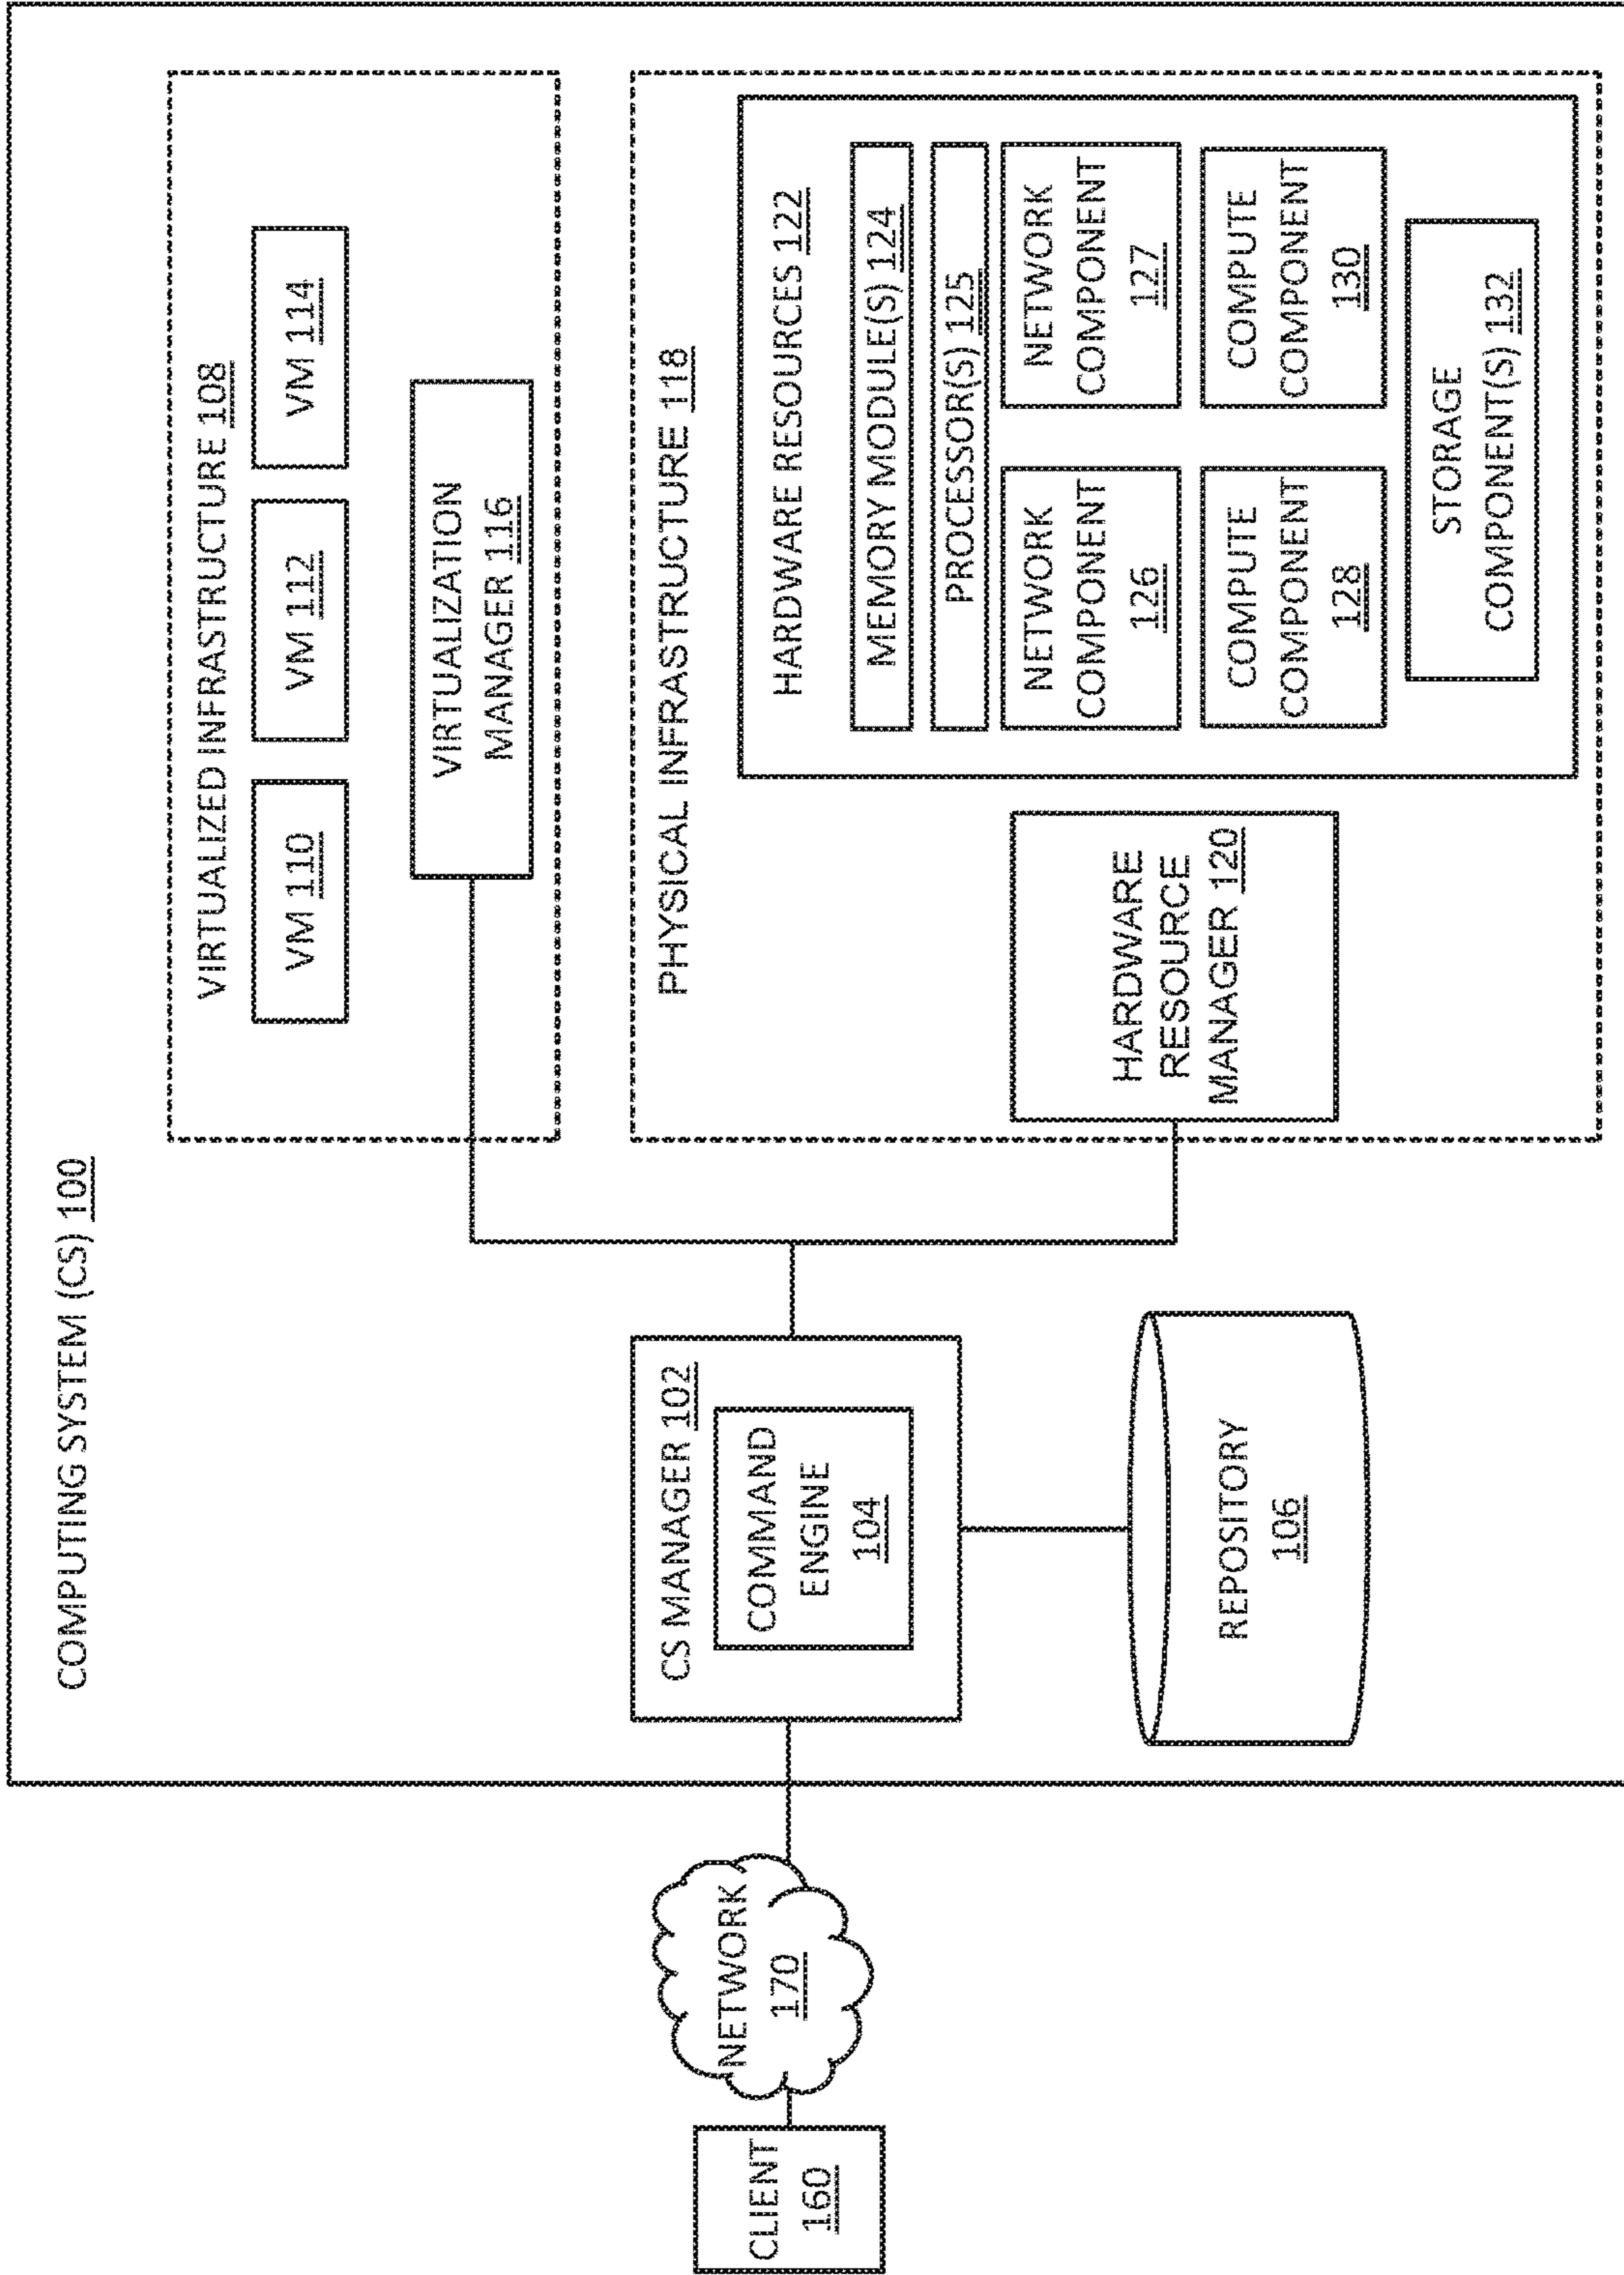 COMPUTING SYSTEM (CS) 100
CLIENT
160
NETWORK
170
CS MANAGER 102
COMMAND
ENGINE
104
REPOSITORY
106
VIRTUALIZED INFRASTRUCTURE 108
VM 110
VM 112
VM 114
VIRTUALIZATION
MANAGER 116
PHYSICAL INFRASTRUCTURE 118
HARDWARE
RESOURCE
MANAGER 120
HARDWARE RESOURCES 122
MEMORY MODULE(S) 124
PROCESSOR(S) 125
NETWORK
COMPONENT
126
NETWORK
COMPONENT
127
COMPUTE
COMPONENT
128
COMPUTE
COMPONENT
130
STORAGE
COMPONENT(S) 132